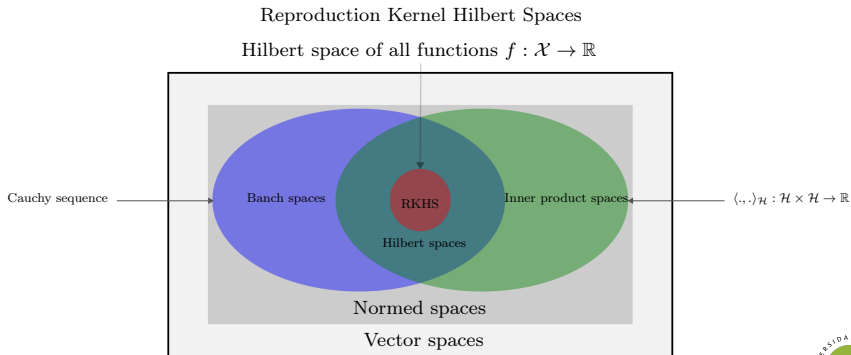 Reproduction Kernel Hilbert Spaces
Hilbert space of all functions f : 𝒳 → ℝ
Cauchy sequence
Banch spaces
RKHS
Inner product spaces
⟨.,.⟩_ℋ : ℋ × ℋ → ℝ
Hilbert spaces
Normed spaces
Vector spaces